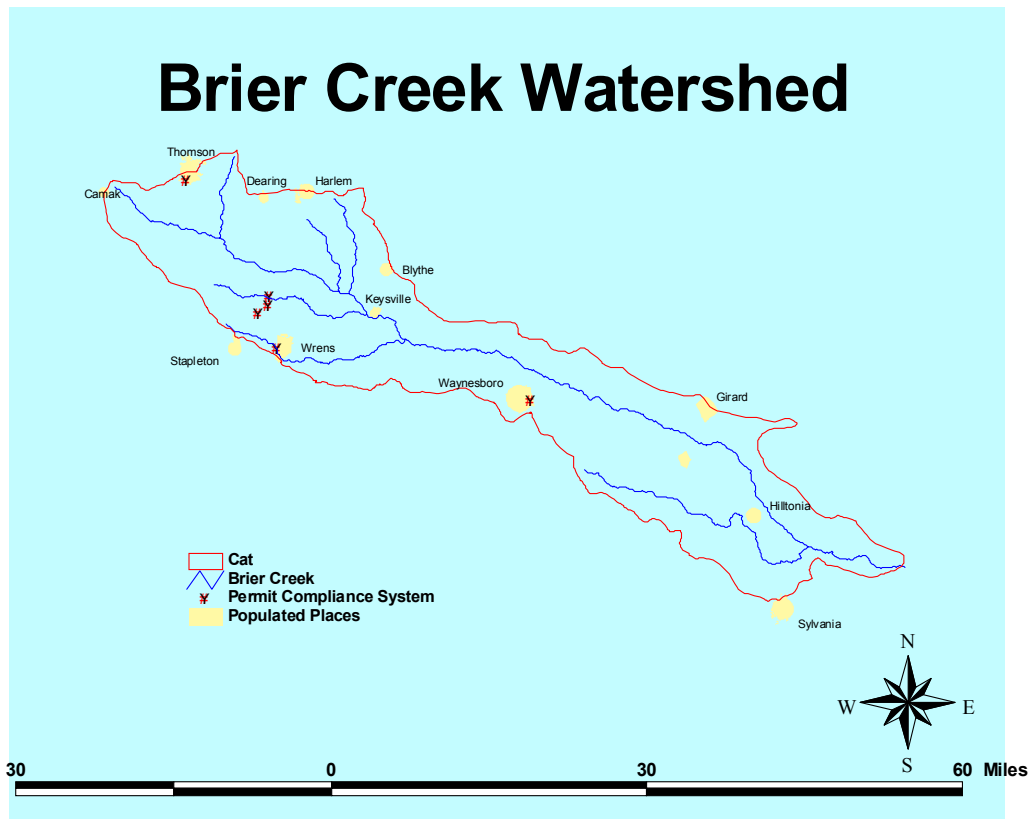 Brier Creek Watershed
Thomson
Dearing
Harlem
Camak
Blythe
Keysville
Wrens
Stapleton
Waynesboro
Girard
Hilltonia
Cat
Brier Creek
¥ Permit Compliance System
Populated Places
Sylvania
N
W E
S
30 0 30 60 Miles